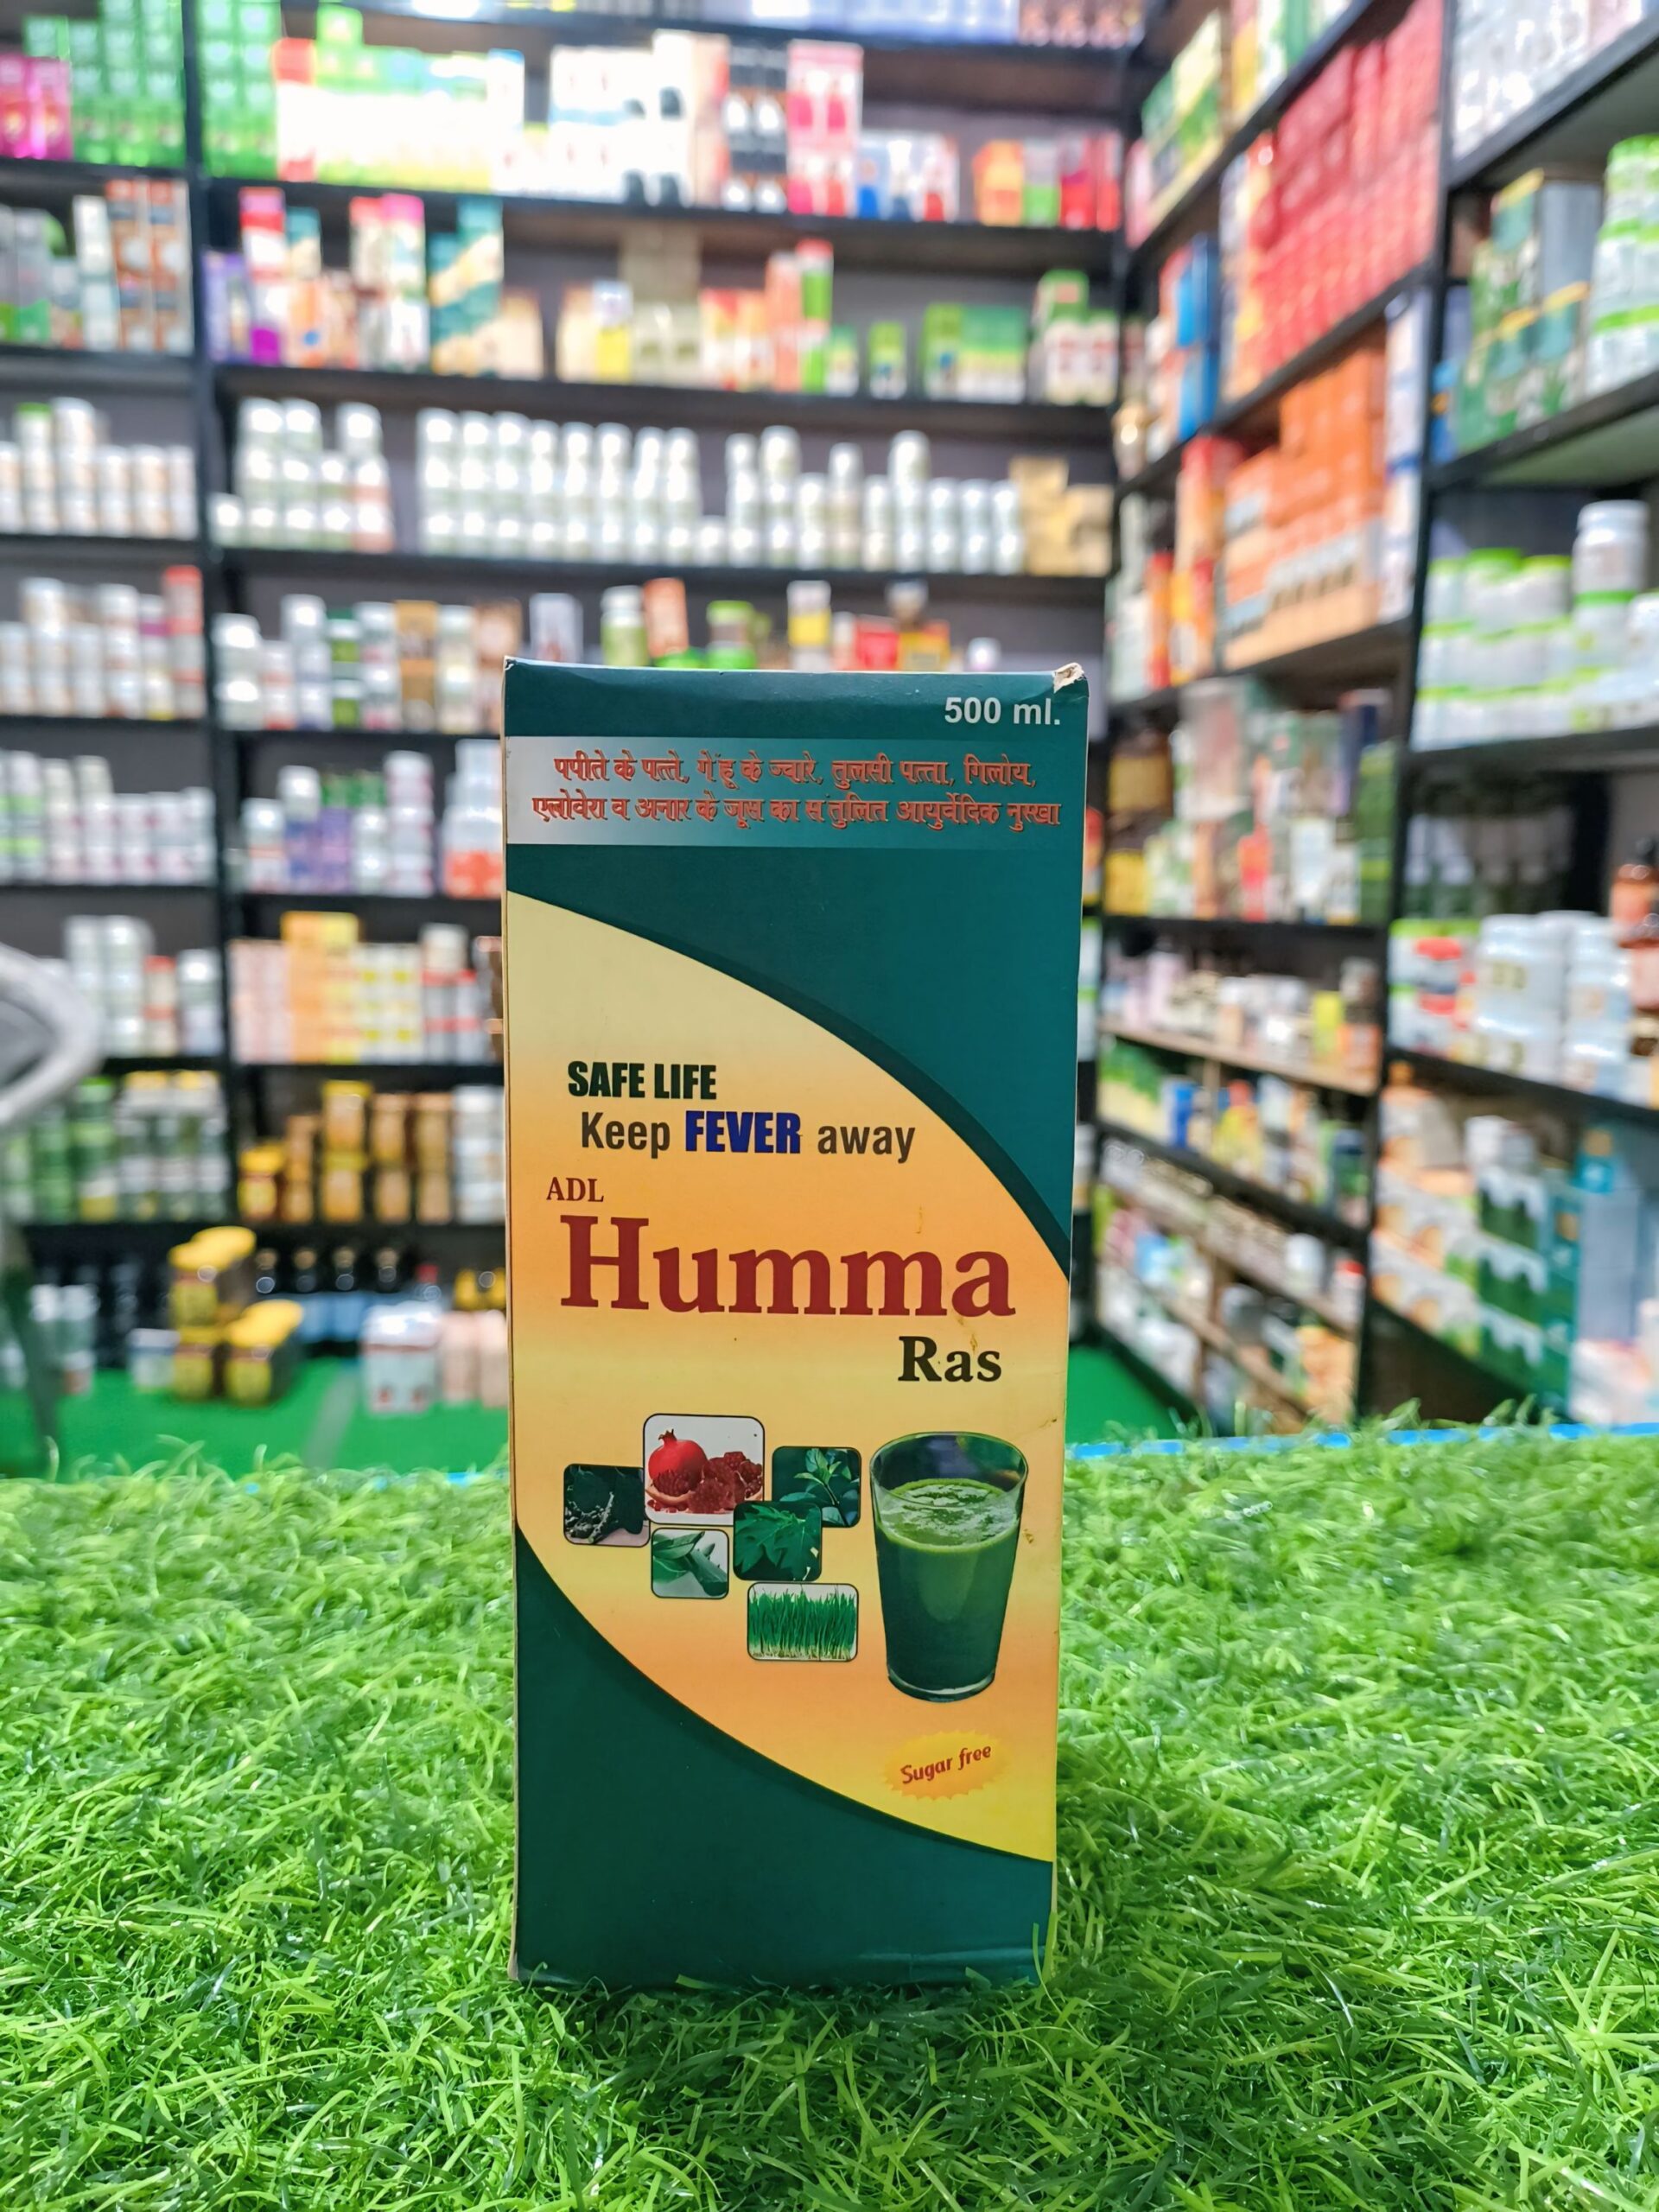 500 ml.
पपीते के पत्ते, गेंहू के ज्वारे, तुलसी पत्ता, गिलोय,
एलोवेरा व अनार के जूस का संतुलित आयुर्वेदिक नुस्खा
SAFE LIFE
Keep FEVER away
ADL
Humma
Ras
Sugar free